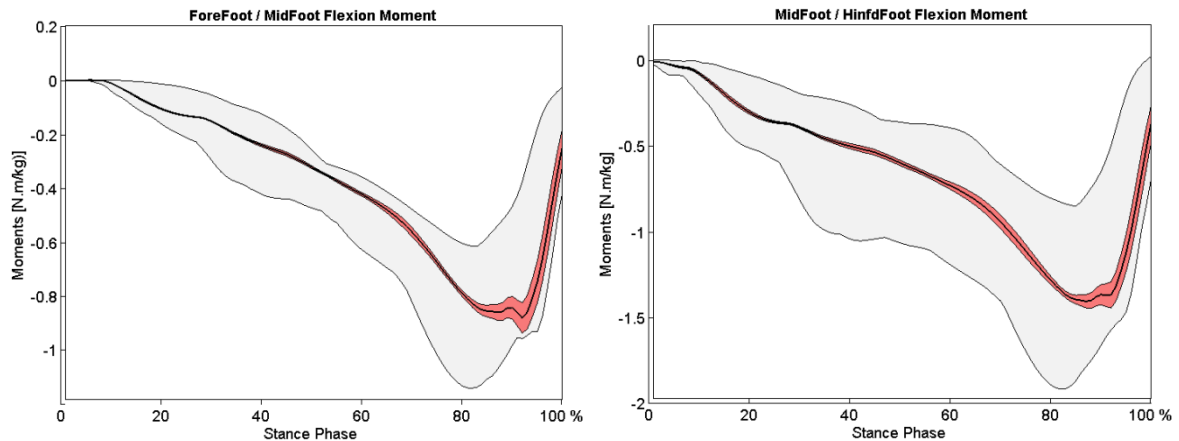 ForeFoot / MidFoot Flexion Moment
0.2
0
-0.2
-0.4
-0.6
-0.8
-1
Moments [N.m/kg)]
0 20 40 60 80 100 %
Stance Phase
MidFoot / HinfdFoot Flexion Moment
0
-0.5
-1
-1.5
-2
Moments [N.m/kg]
0 20 40 60 80 100 %
Stance Phase